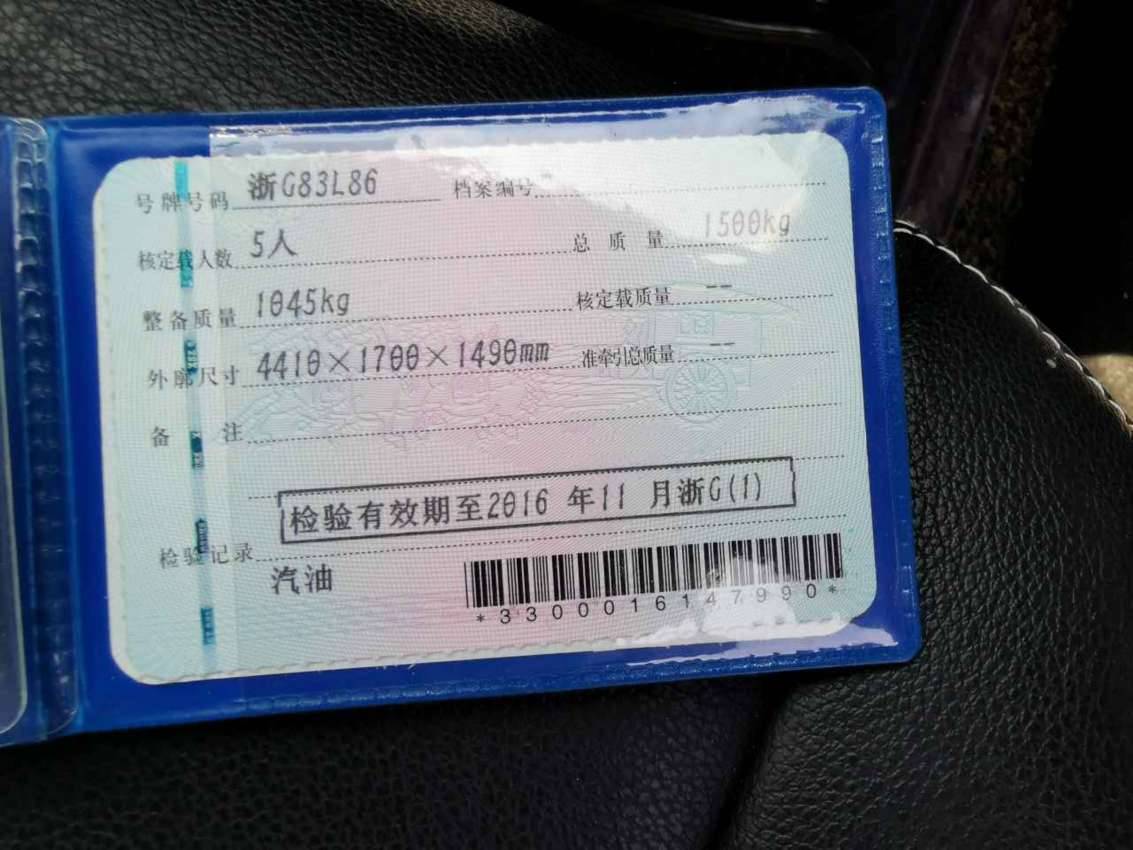 号牌号码 浙G83L86 档案编号
核定载人数 5人 总质量 1500kg
整备质量 1045kg 核定载质量 --
外廓尺寸 4410×1700×1490mm 准牵引总质量 --
备注
检验有效期至2016 年11 月浙G(1)
检验记录
汽油
*3300016147990*